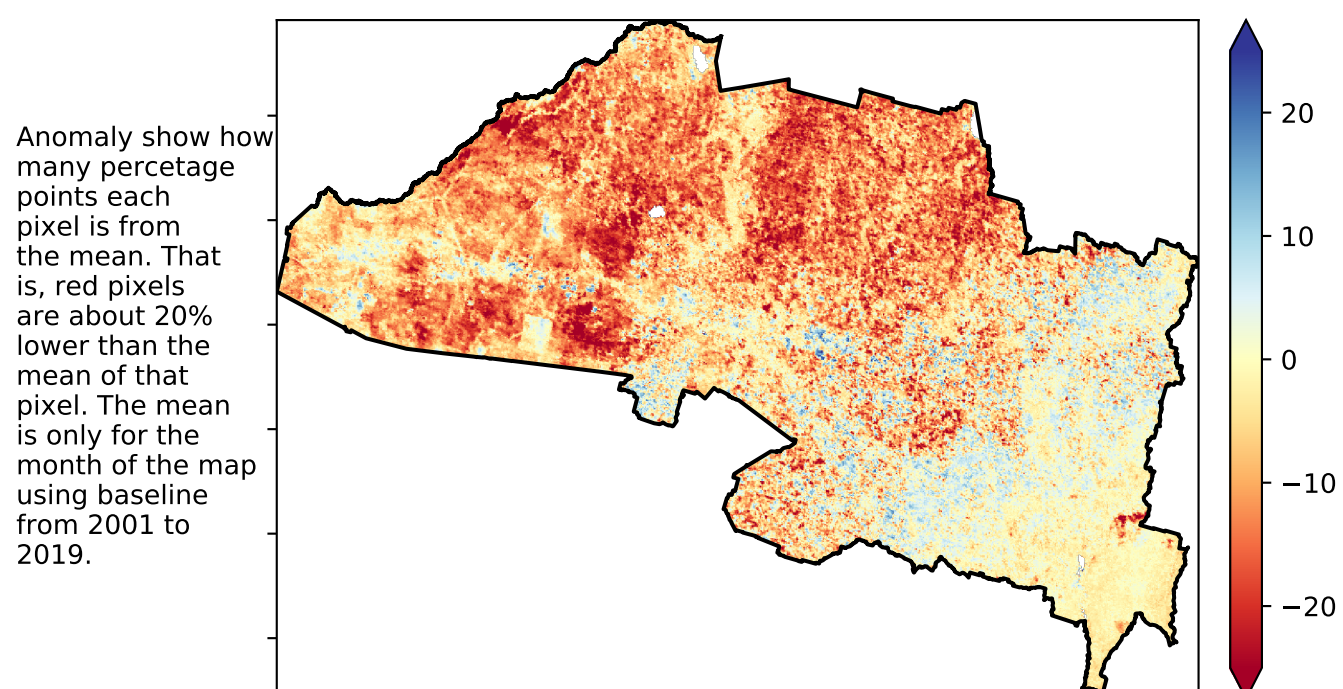 Anomaly show how
many percetage
points each
pixel is from
the mean. That
is, red pixels
are about 20%
lower than the
mean of that
pixel. The mean
is only for the
month of the map
using baseline
from 2001 to
2019.
20
10
0
−10
−20